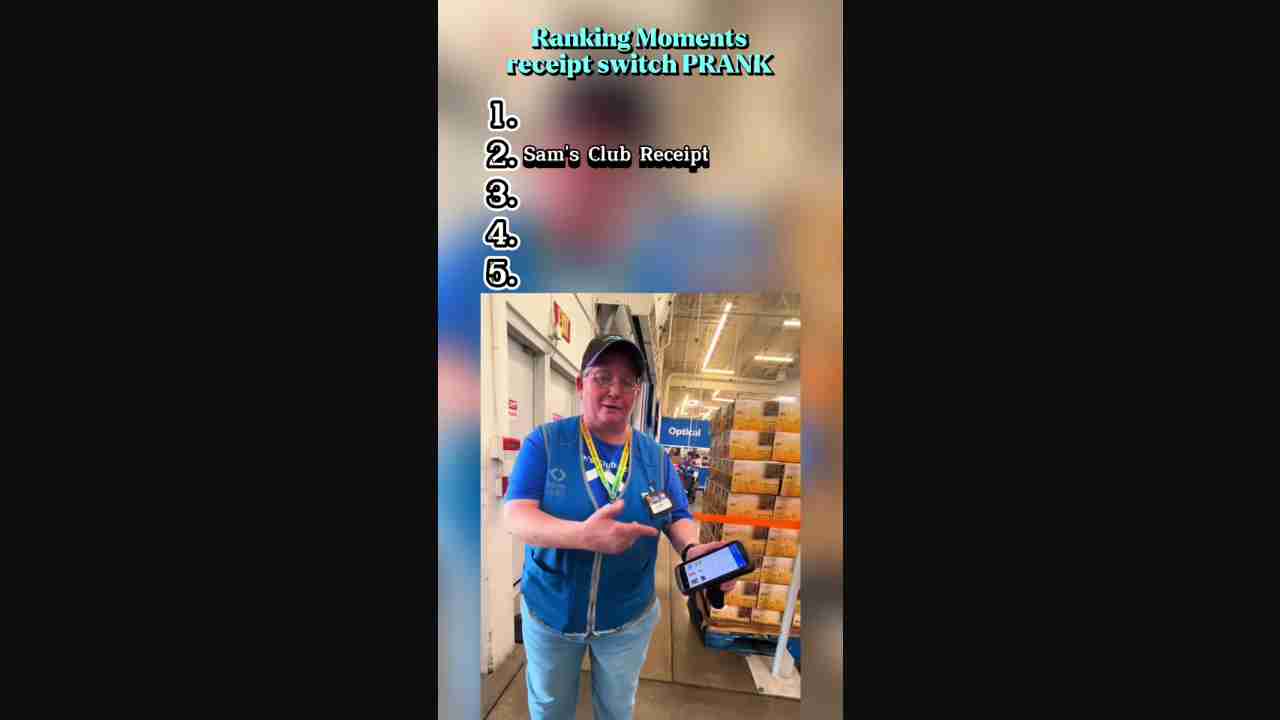 Ranking Moments
receipt switch PRANK
1.
2. Sam's Club Receipt
3.
4.
5.
Optical